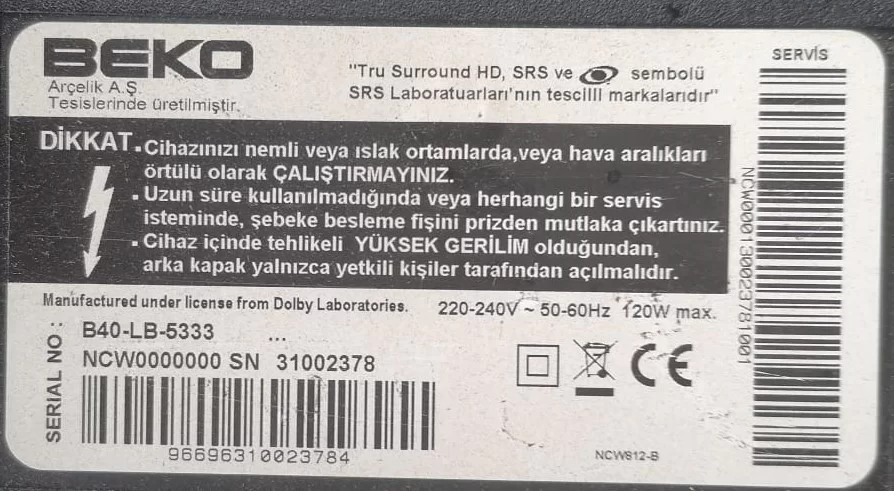 BEKO
Arçelik A.Ş.
Tesislerinde üretilmiştir.
"Tru Surround HD, SRS ve sembolü
SRS Laboratuarları'nın tescilli markalarıdır"
SERVİS
DİKKAT. Cihazınızı nemli veya ıslak ortamlarda,veya hava aralıkları
örtülü olarak ÇALIŞTIRMAYINIZ.
. Uzun süre kullanılmadığında veya herhangi bir servis
isteminde, şebeke besleme fişini prizden mutlaka çıkartınız.
. Cihaz içinde tehlikeli YÜKSEK GERİLİM olduğundan,
arka kapak yalnızca yetkili kişiler tarafından açılmalıdır.
Manufactured under license from Dolby Laboratories.
220-240V ~ 50-60Hz 120W max.
SERIAL NO :
B40-LB-5333 ...
NCW0000000 SN 31002378
96696310023784
CE
NCW612-B